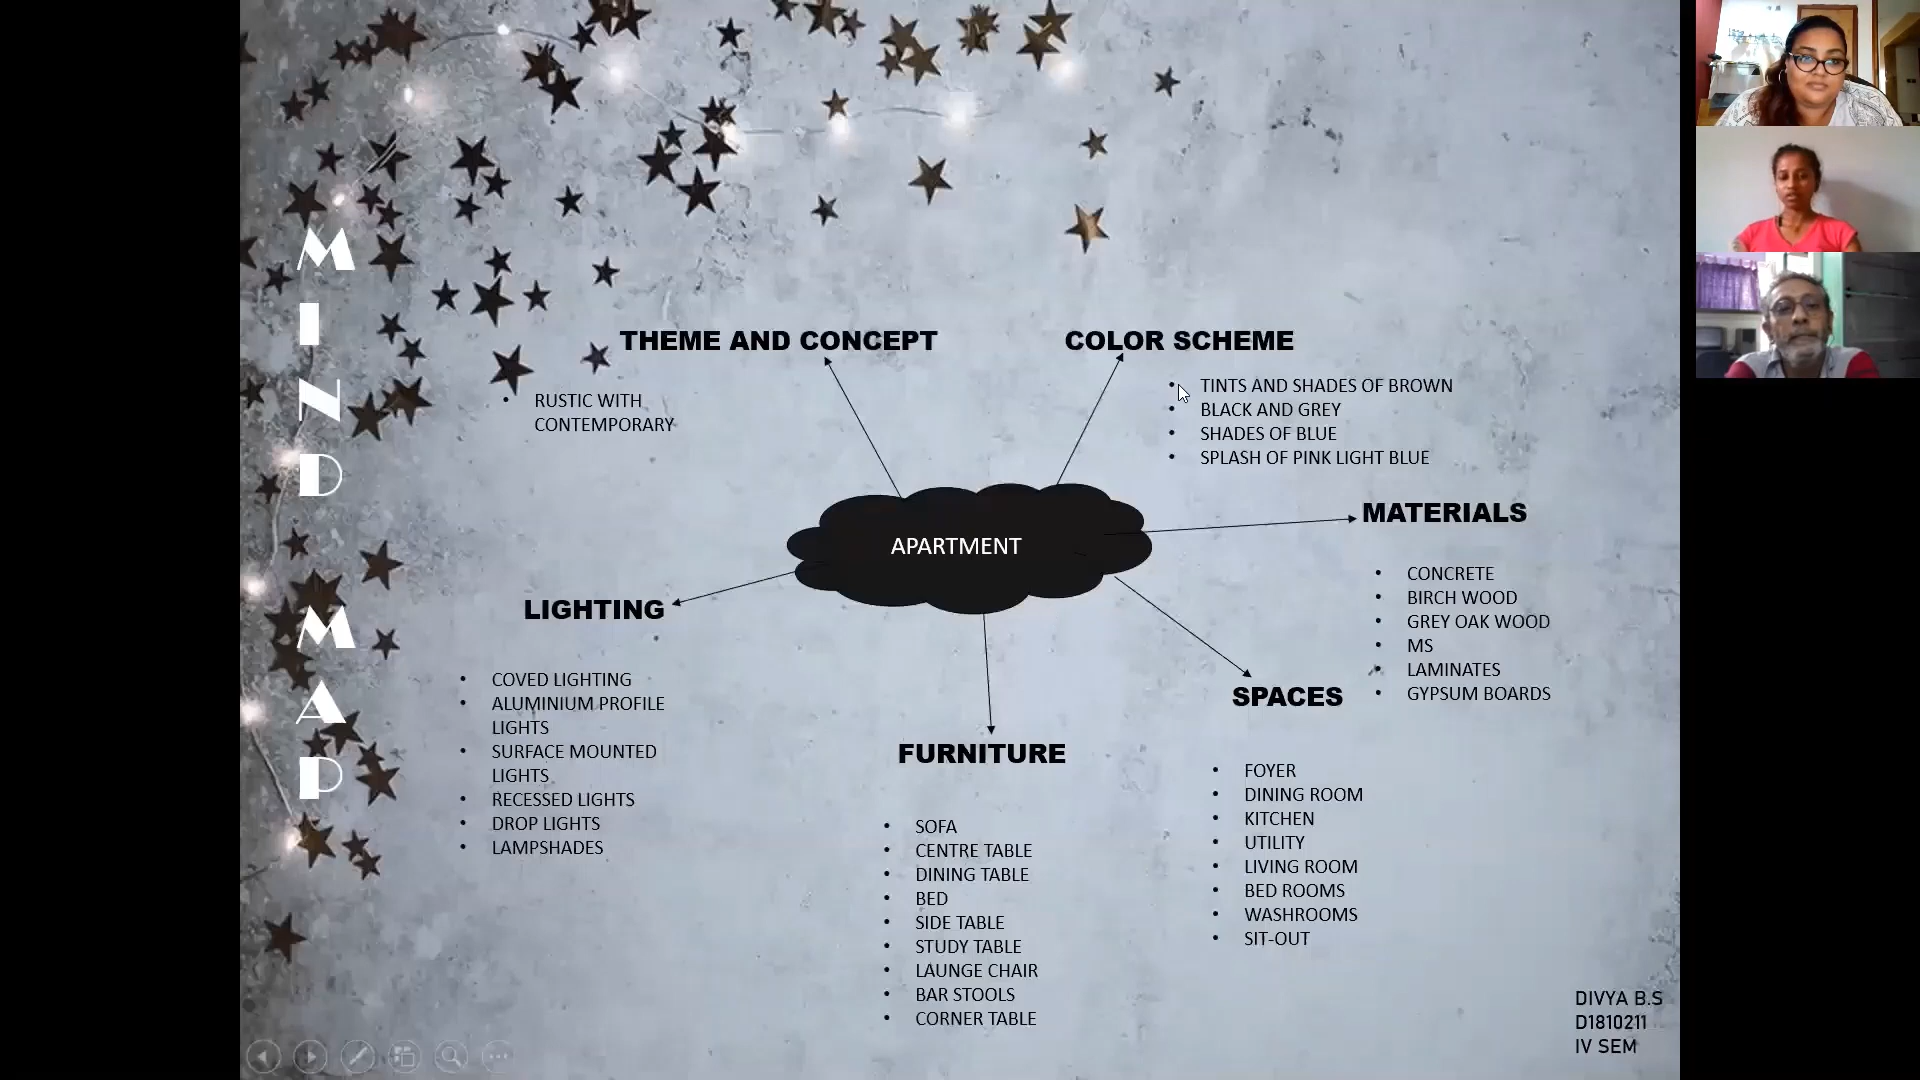 MIND MAP
THEME AND CONCEPT
• RUSTIC WITH
CONTEMPORARY
COLOR SCHEME
• TINTS AND SHADES OF BROWN
• BLACK AND GREY
• SHADES OF BLUE
• SPLASH OF PINK LIGHT BLUE
APARTMENT
MATERIALS
• CONCRETE
• BIRCH WOOD
• GREY OAK WOOD
• MS
• LAMINATES
• GYPSUM BOARDS
LIGHTING
• COVED LIGHTING
• ALUMINIUM PROFILE
LIGHTS
• SURFACE MOUNTED
LIGHTS
• RECESSED LIGHTS
• DROP LIGHTS
• LAMPSHADES
FURNITURE
• SOFA
• CENTRE TABLE
• DINING TABLE
• BED
• SIDE TABLE
• STUDY TABLE
• LAUNGE CHAIR
• BAR STOOLS
• CORNER TABLE
SPACES
• FOYER
• DINING ROOM
• KITCHEN
• UTILITY
• LIVING ROOM
• BED ROOMS
• WASHROOMS
• SIT-OUT
DIVYA B.S
D1810211
IV SEM